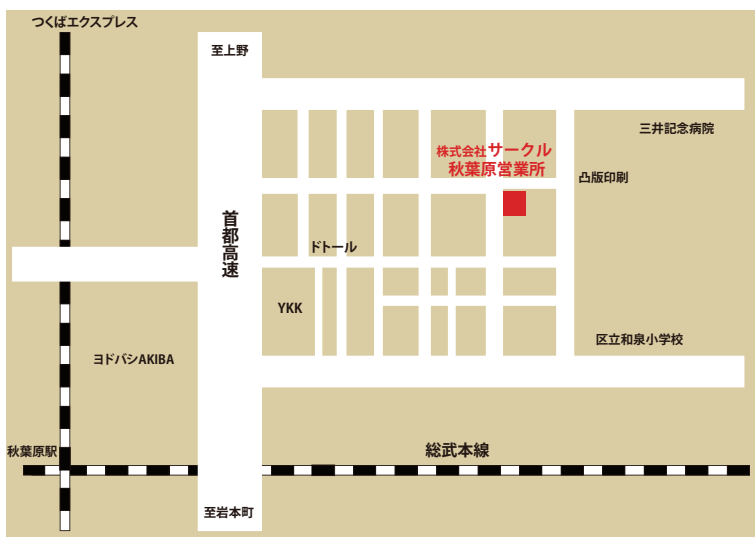 つくばエクスプレス
至上野
三井記念病院
株式会社サークル
秋葉原営業所
凸版印刷
首都高速
ドトール
YKK
区立和泉小学校
ヨドバシAKIBA
秋葉原駅
総武本線
至岩本町